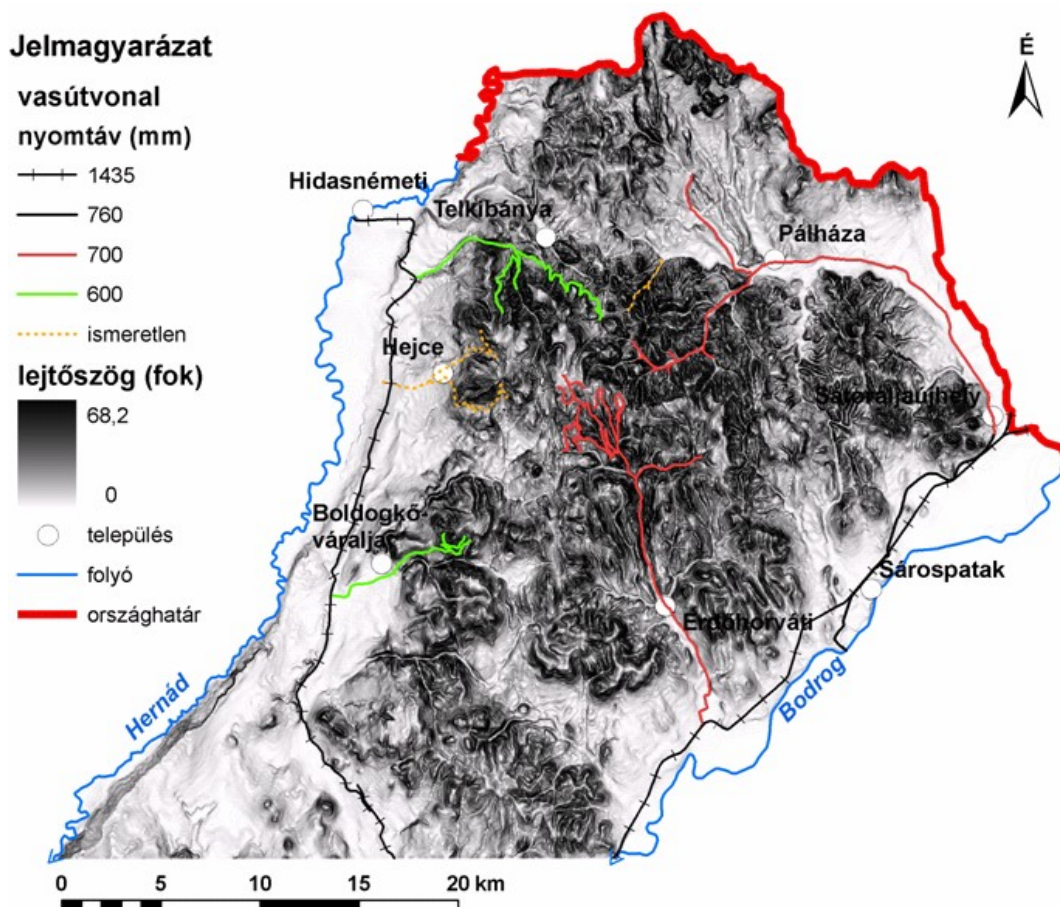 Jelmagyarázat
vasútvonal
nyomtáv (mm)
1435
760
700
600
ismeretlen
lejtőszög (fok)
68,2
0
település
folyó
országhatár
É
Hidasnémeti
Telkibánya
Pálháza
Hejce
Sátoraljaújhely
Boldogkő-
váralja
Sárospatak
Erdőhorváti
Hernád
Bodrog
0 5 10 15 20 km